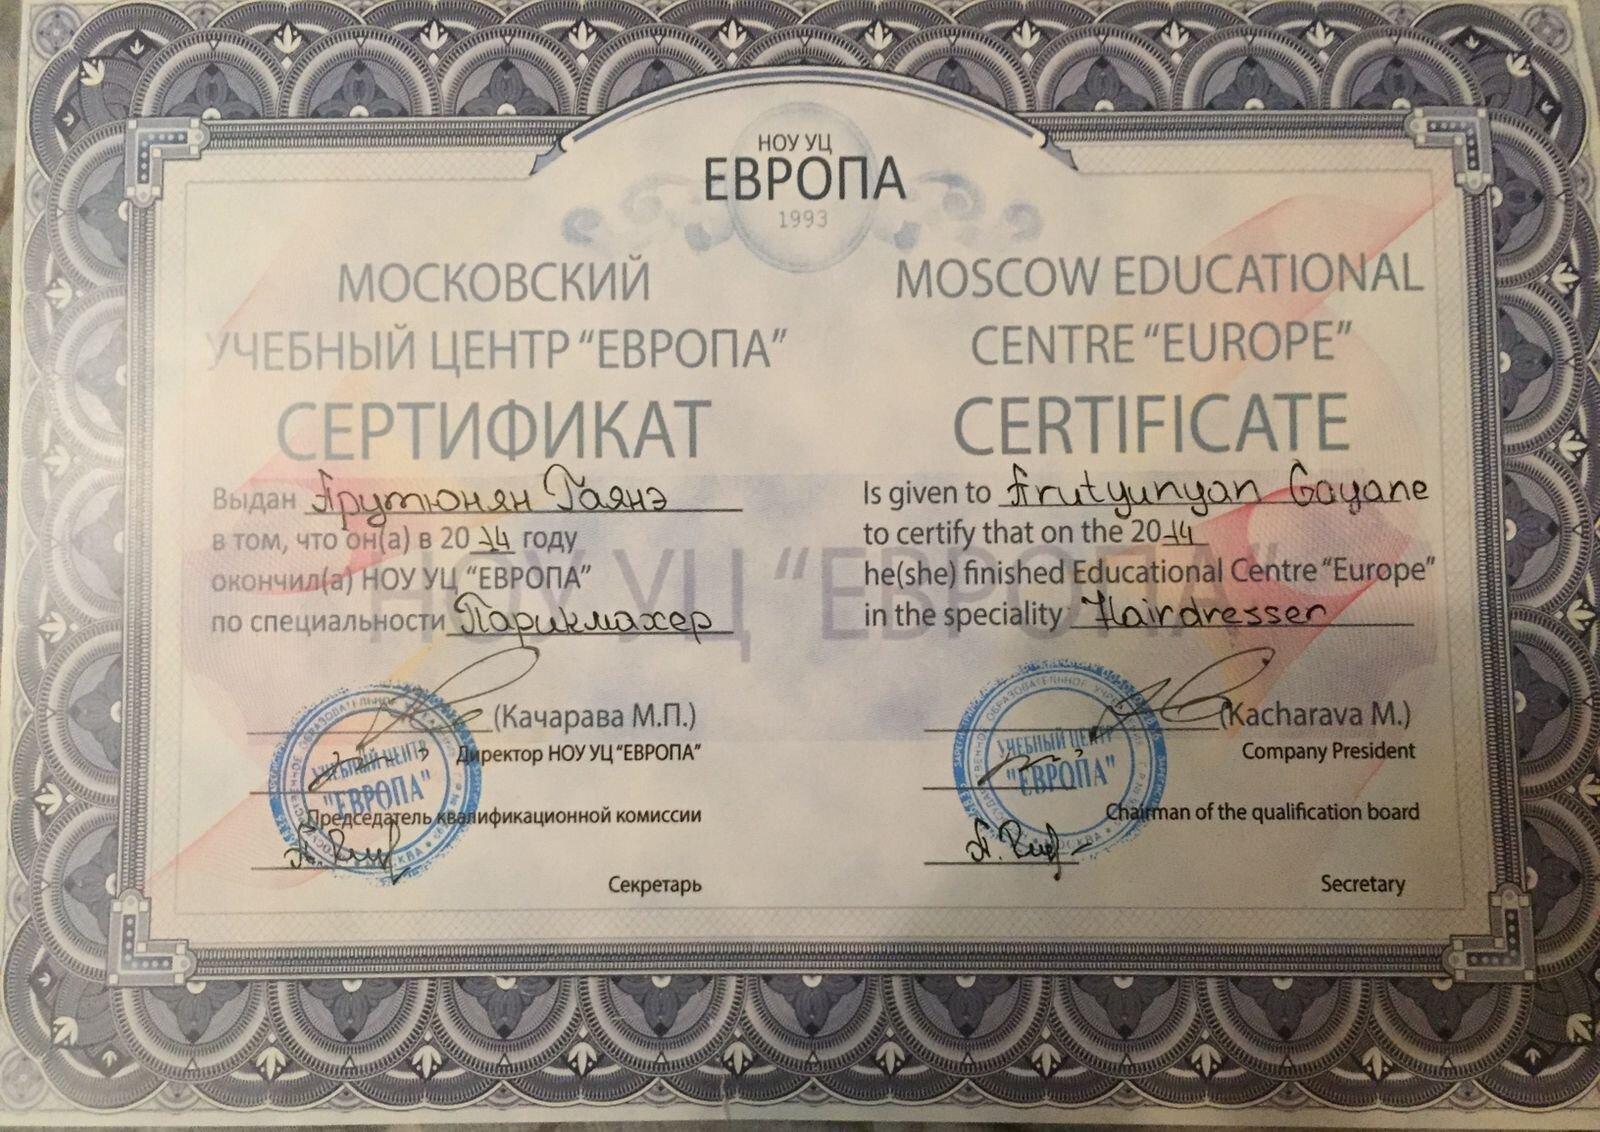 НОУ УЦ
ЕВРОПА
1993
МОСКОВСКИЙ
УЧЕБНЫЙ ЦЕНТР "ЕВРОПА"
СЕРТИФИКАТ
Выдан Арутюнян Гаянэ
в том, что он(а) в 2014 году
окончил(а) НОУ УЦ "ЕВРОПА"
по специальности Парикмахер
(Качарава М.П.)
Директор НОУ УЦ "ЕВРОПА"
Председатель квалификационной комиссии
Секретарь
MOSCOW EDUCATIONAL
CENTRE "EUROPE"
CERTIFICATE
Is given to Arutyunyan Gayane
to certify that on the 2014
he(she) finished Educational Centre "Europe"
in the speciality Hairdresser
(Kacharava M.)
Company President
Chairman of the qualification board
Secretary
НОУ УЦ "ЕВРОПА"
УЧЕБНЫЙ ЦЕНТР
"ЕВРОПА"
УЧЕБНЫЙ ЦЕНТР
"ЕВРОПА"